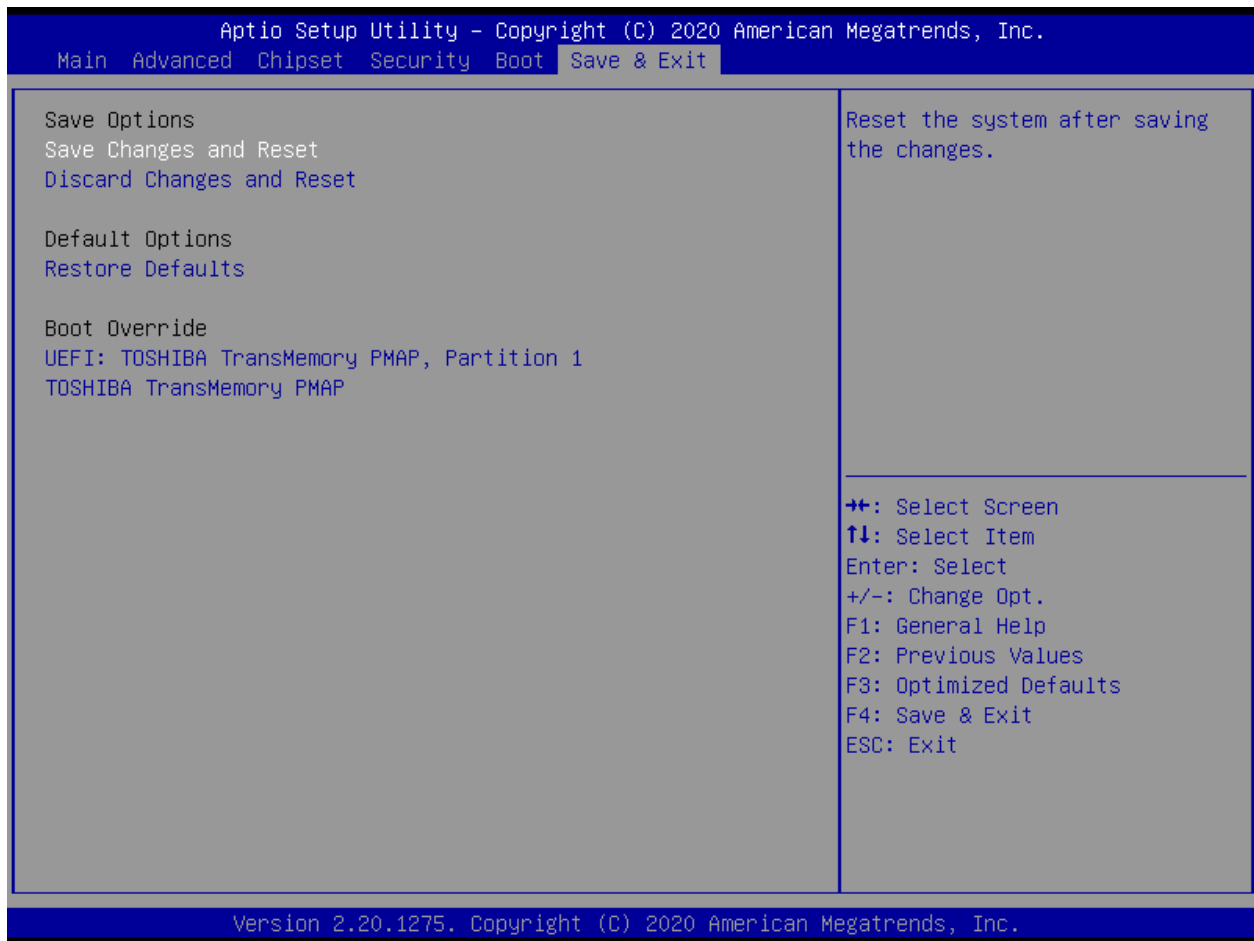 Aptio Setup Utility – Copyright (C) 2020 American Megatrends, Inc.
Main Advanced Chipset Security Boot Save & Exit
Save Options
Save Changes and Reset
Discard Changes and Reset
Default Options
Restore Defaults
Boot Override
UEFI: TOSHIBA TransMemory PMAP, Partition 1
TOSHIBA TransMemory PMAP
Reset the system after saving
the changes.
→←: Select Screen
↑↓: Select Item
Enter: Select
+/-: Change Opt.
F1: General Help
F2: Previous Values
F3: Optimized Defaults
F4: Save & Exit
ESC: Exit
Version 2.20.1275. Copyright (C) 2020 American Megatrends, Inc.